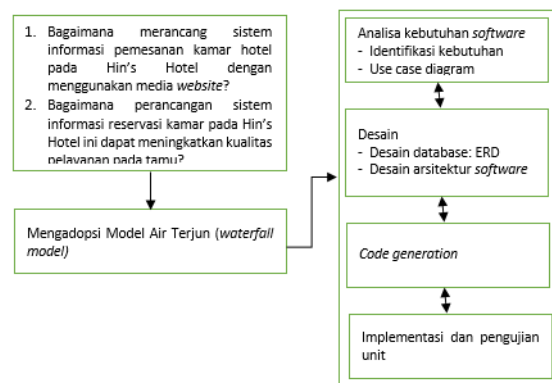 1. Bagaimana merancang sistem
informasi pemesanan kamar hotel
pada Hin's Hotel dengan
menggunakan media website?
2. Bagaimana perancangan sistem
informasi reservasi kamar pada Hin's
Hotel ini dapat meningkatkan kualitas
pelayanan pada tamu?
Mengadopsi Model Air Terjun (waterfall
model)
Analisa kebutuhan software
- Identifikasi kebutuhan
- Use case diagram
Desain
- Desain database: ERD
- Desain arsitektur software
Code generation
Implementasi dan pengujian
unit